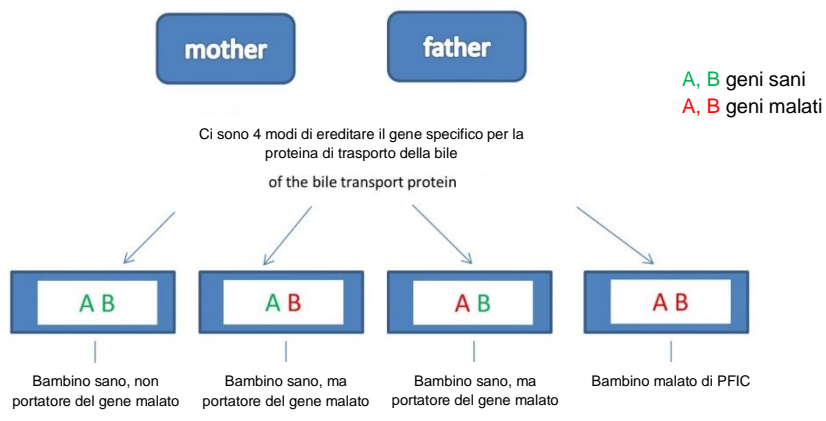 mother
father
A, B geni sani
A, B geni malati
Ci sono 4 modi di ereditare il gene specifico per la
proteina di trasporto della bile
of the bile transport protein
A B
A B
A B
A B
Bambino sano, non
portatore del gene malato
Bambino sano, ma
portatore del gene malato
Bambino sano, ma
portatore del gene malato
Bambino malato di PFIC